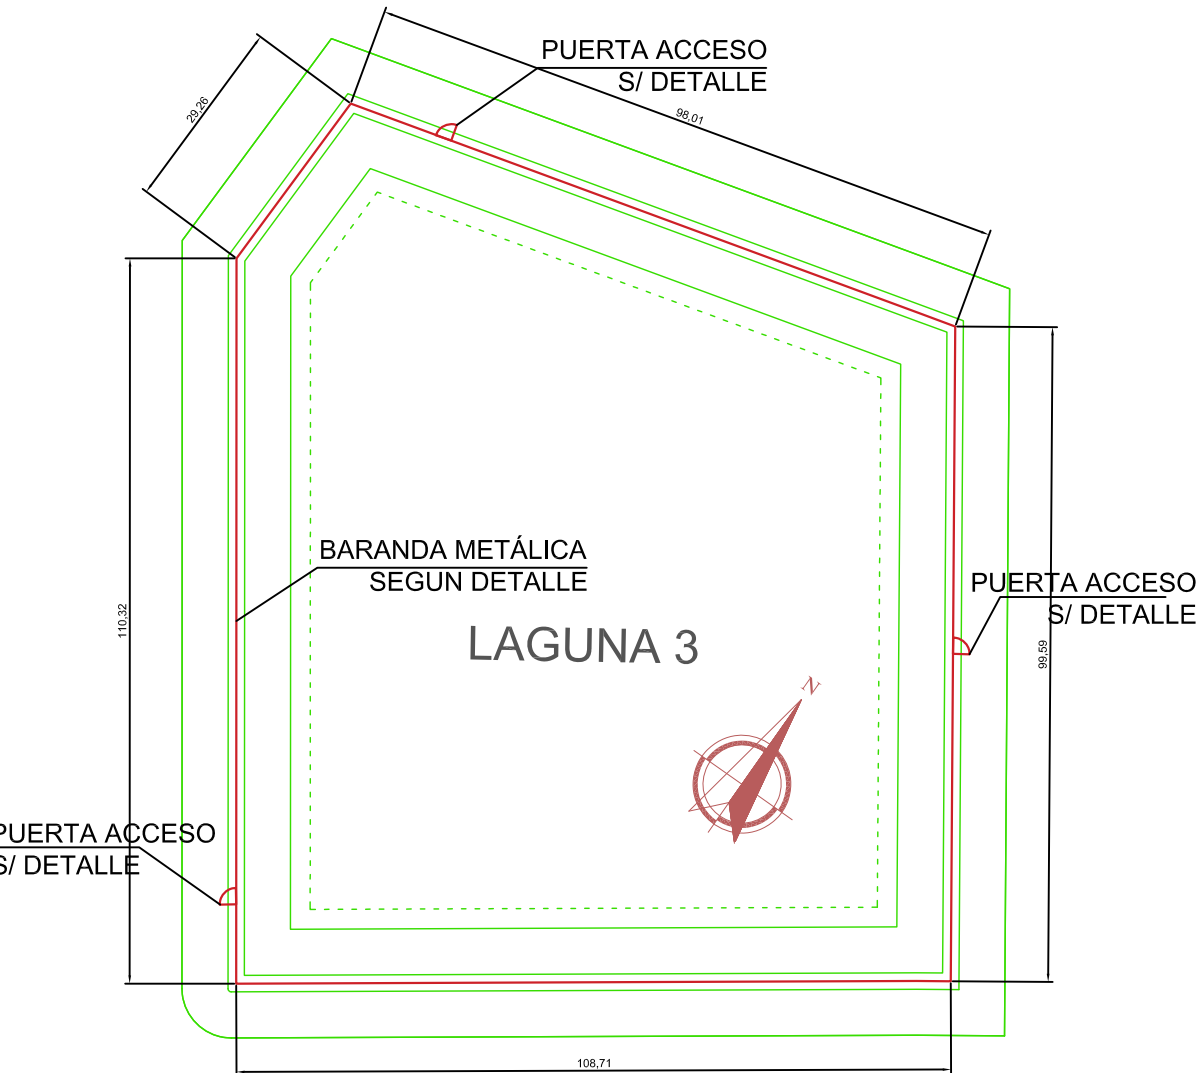 PUERTA ACCESO
S/ DETALLE
29,26
98,01
BARANDA METÁLICA
SEGUN DETALLE
PUERTA ACCESO
S/ DETALLE
110,32
LAGUNA 3
99,59
N
PUERTA ACCESO
S/ DETALLE
108,71